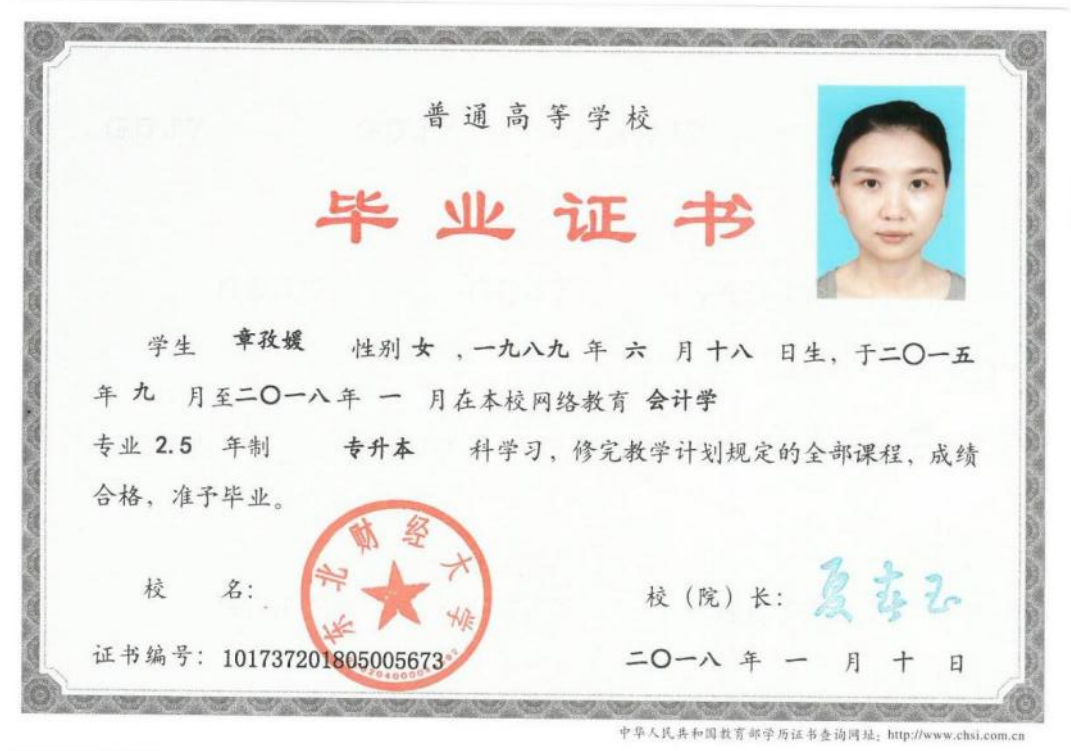 普通高等学校
毕业证书
学生 章孜媛 性别 女 ,一九八九 年 六 月十八 日生，于二〇一五
年 九 月至二〇一八年 一 月在本校网络教育 会计学
专业 2.5 年制 专升本 科学习，修完教学计划规定的全部课程，成绩
合格，准予毕业。
东北财经大学
校 名：
校（院）长：夏春玉
证书编号：101737201805005673
二〇一八 年 一 月 十 日
中华人民共和国教育部学历证书查询网址：http://www.chsi.com.cn